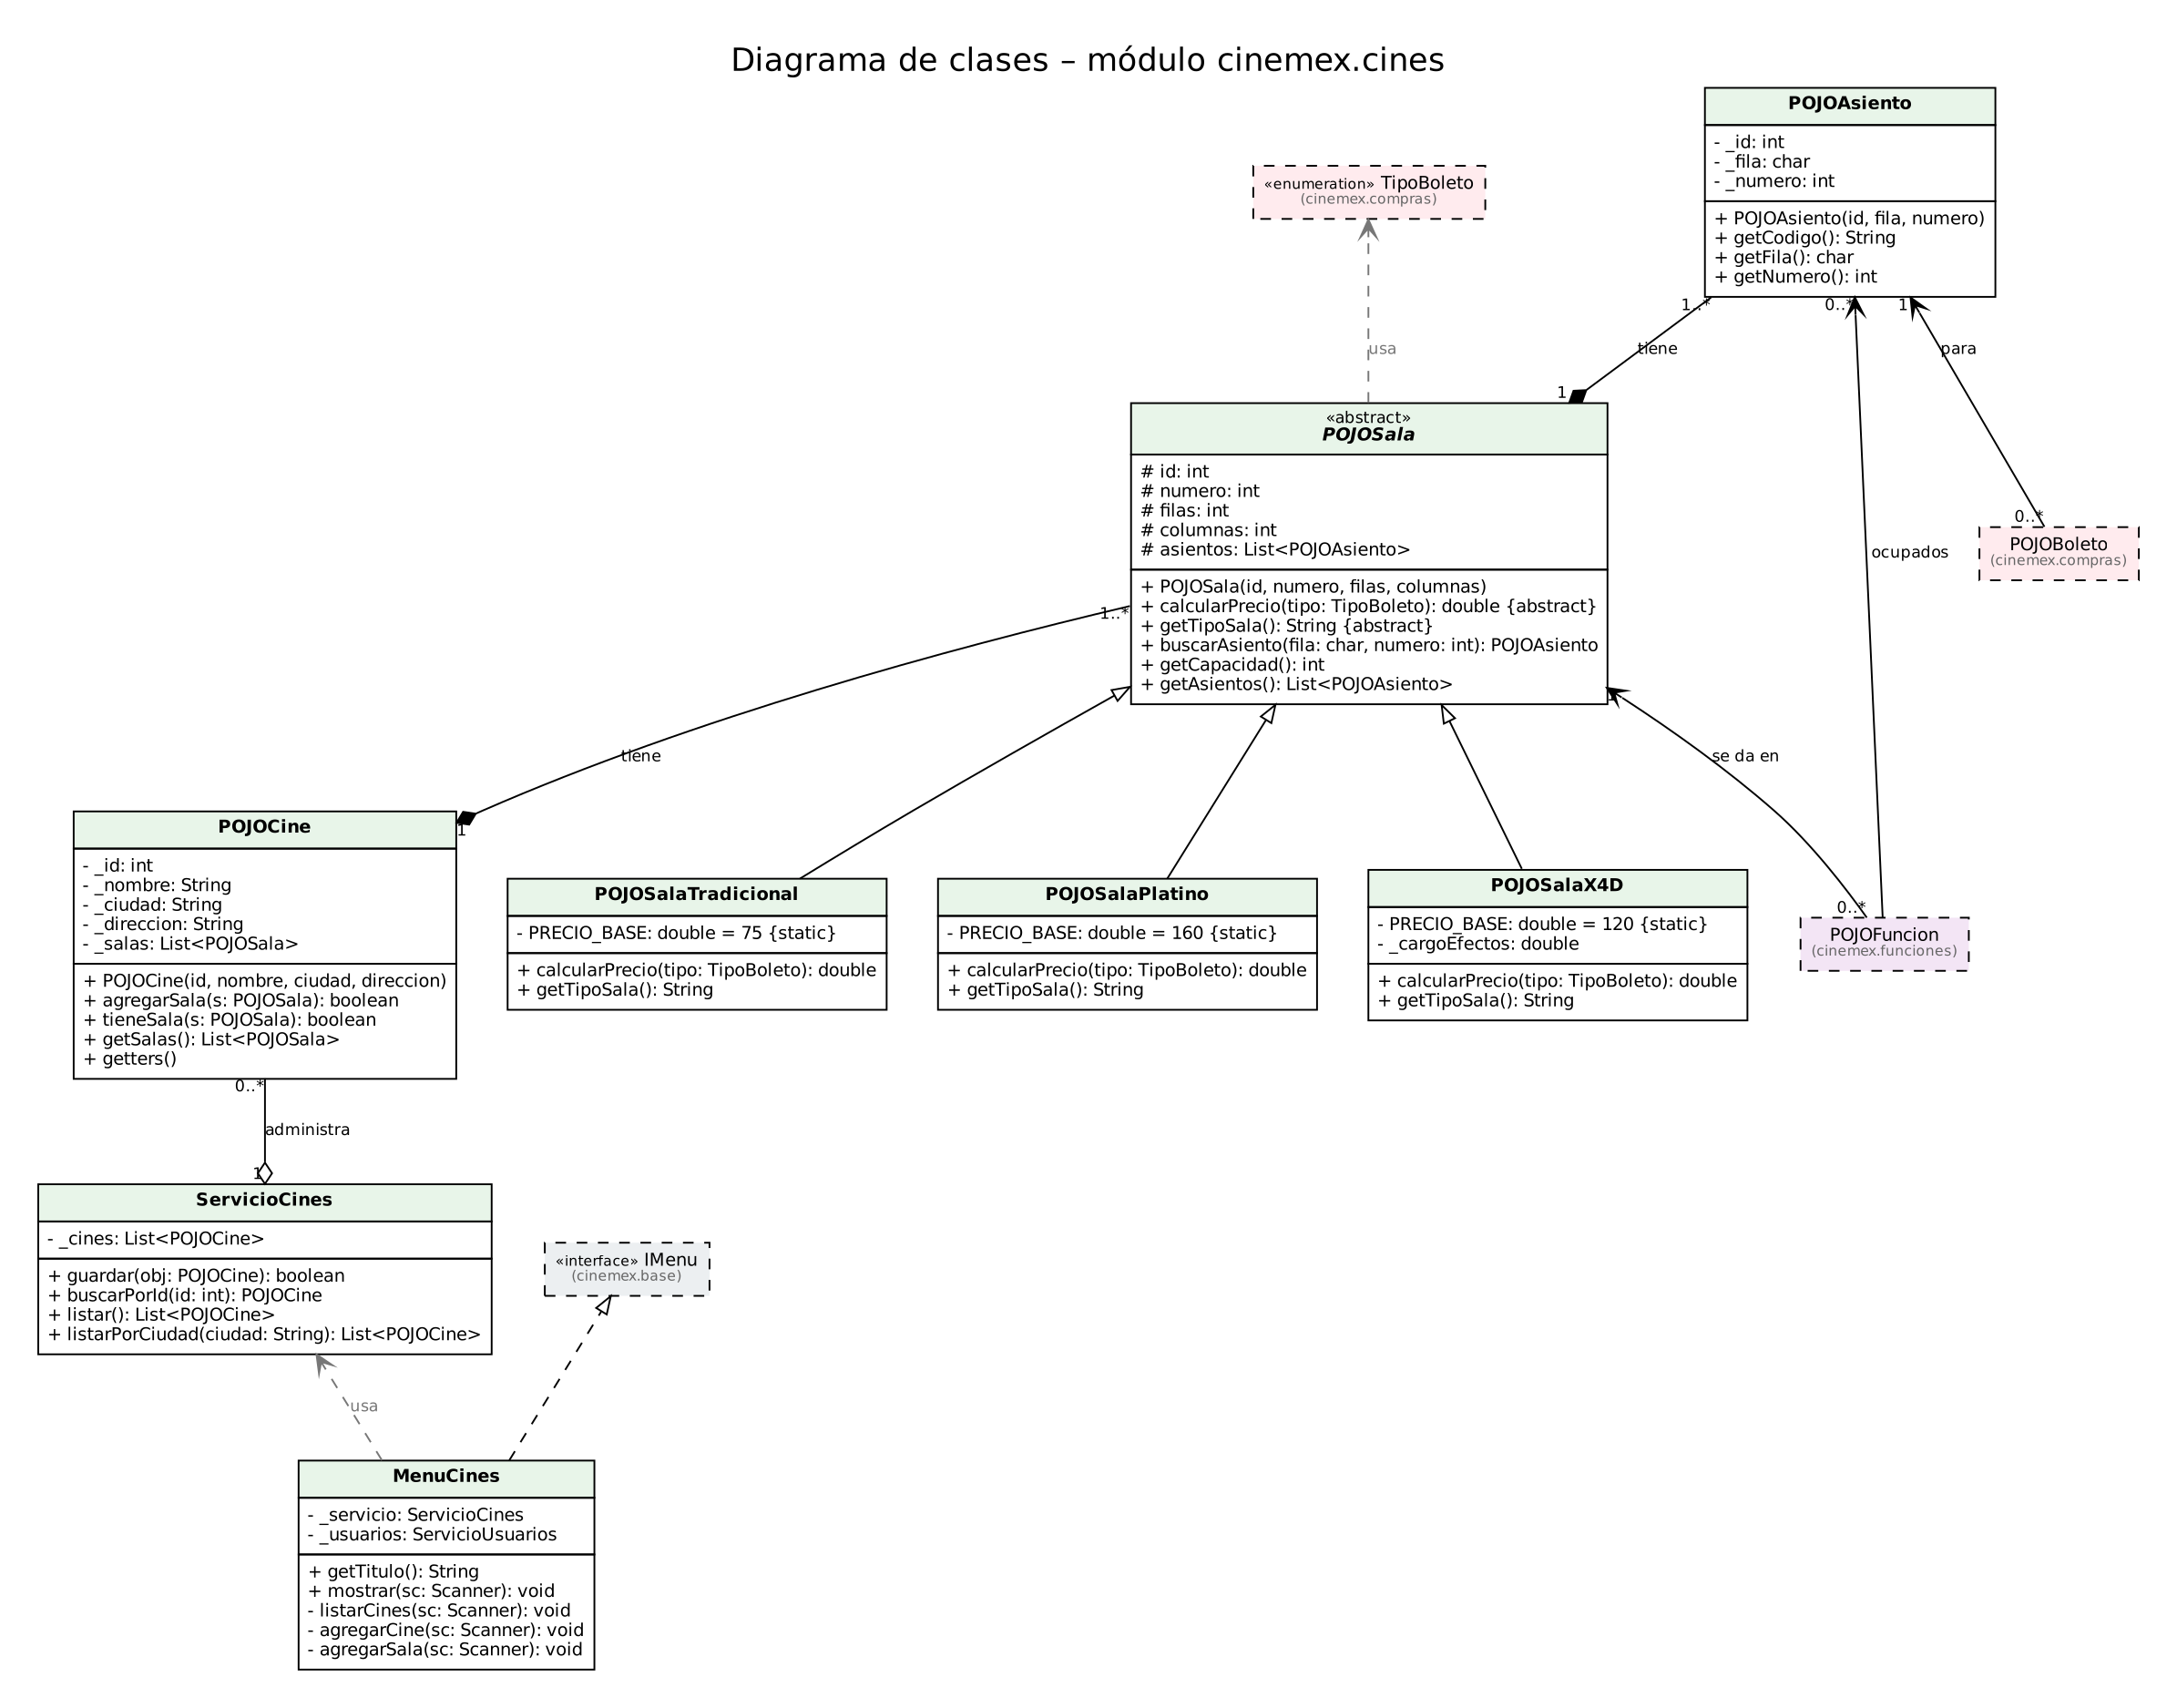 Diagrama de clases – módulo cinemex.cines
POJOAsiento
- _id: int
- _fila: char
- _numero: int
+ POJOAsiento(id, fila, numero)
+ getCodigo(): String
+ getFila(): char
+ getNumero(): int
«enumeration» TipoBoleto
(cinemex.compras)
1..*
0..*
1
usa
tiene
para
1
«abstract»
POJOSala
# id: int
# numero: int
# filas: int
# columnas: int
# asientos: List<POJOAsiento>
+ POJOSala(id, numero, filas, columnas)
+ calcularPrecio(tipo: TipoBoleto): double {abstract}
+ getTipoSala(): String {abstract}
+ buscarAsiento(fila: char, numero: int): POJOAsiento
+ getCapacidad(): int
+ getAsientos(): List<POJOAsiento>
0..*
POJOBoleto
(cinemex.compras)
ocupados
1..*
1
tiene
se da en
1
POJOCine
- _id: int
- _nombre: String
- _ciudad: String
- _direccion: String
- _salas: List<POJOSala>
+ POJOCine(id, nombre, ciudad, direccion)
+ agregarSala(s: POJOSala): boolean
+ tieneSala(s: POJOSala): boolean
+ getSalas(): List<POJOSala>
+ getters()
POJOSalaTradicional
- PRECIO_BASE: double = 75 {static}
+ calcularPrecio(tipo: TipoBoleto): double
+ getTipoSala(): String
POJOSalaPlatino
- PRECIO_BASE: double = 160 {static}
+ calcularPrecio(tipo: TipoBoleto): double
+ getTipoSala(): String
POJOSalaX4D
- PRECIO_BASE: double = 120 {static}
- _cargoEfectos: double
+ calcularPrecio(tipo: TipoBoleto): double
+ getTipoSala(): String
0..*
POJOFuncion
(cinemex.funciones)
0..*
administra
1
ServicioCines
- _cines: List<POJOCine>
+ guardar(obj: POJOCine): boolean
+ buscarPorId(id: int): POJOCine
+ listar(): List<POJOCine>
+ listarPorCiudad(ciudad: String): List<POJOCine>
«interface» IMenu
(cinemex.base)
usa
MenuCines
- _servicio: ServicioCines
- _usuarios: ServicioUsuarios
+ getTitulo(): String
+ mostrar(sc: Scanner): void
- listarCines(sc: Scanner): void
- agregarCine(sc: Scanner): void
- agregarSala(sc: Scanner): void